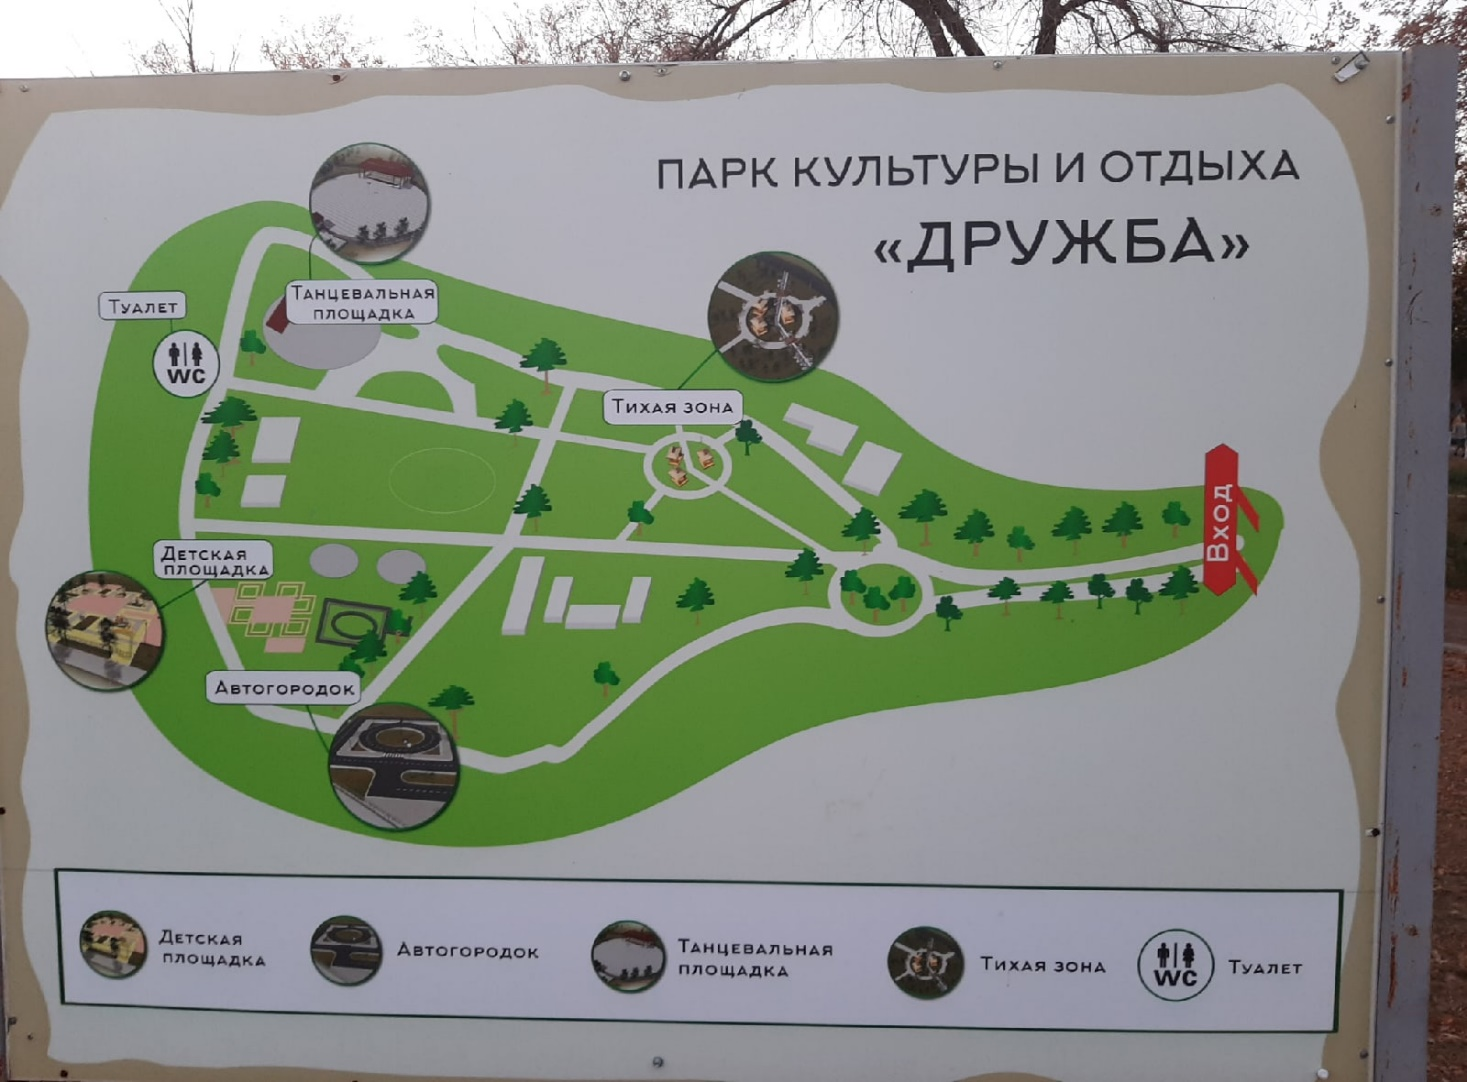 ПАРК КУЛЬТУРЫ И ОТДЫХА
«ДРУЖБА»
ТАНЦЕВАЛЬНАЯ
ПЛОЩАДКА
ТУАЛЕТ
WC
ТИХАЯ ЗОНА
ВХОД
ДЕТСКАЯ
ПЛОЩАДКА
АВТОГОРОДОК
ДЕТСКАЯ
ПЛОЩАДКА
АВТОГОРОДОК
ТАНЦЕВАЛЬНАЯ
ПЛОЩАДКА
ТИХАЯ ЗОНА
WC
ТУАЛЕТ